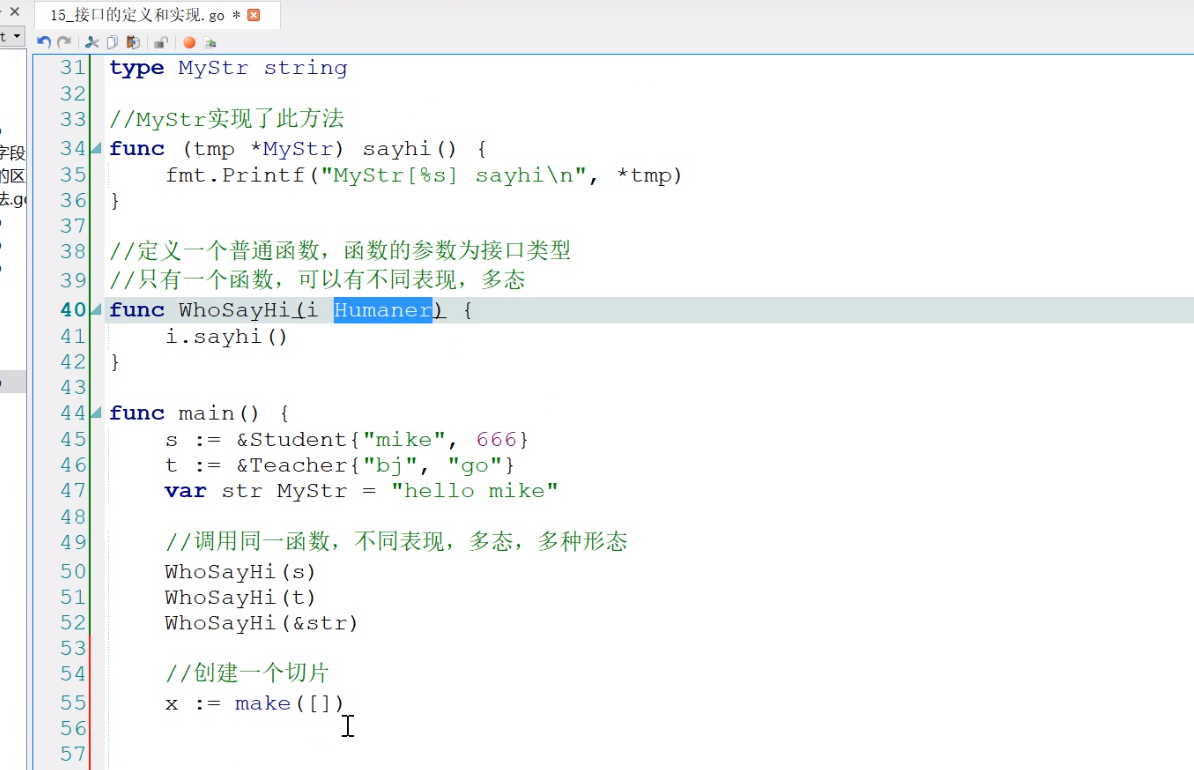 15_接口的定义和实现.go *
t
字段
的区
法.go
31 type MyStr string
32
33 //MyStr实现了此方法
34 func (tmp *MyStr) sayhi() {
35 fmt.Printf("MyStr[%s] sayhi\n", *tmp)
36 }
37
38 //定义一个普通函数，函数的参数为接口类型
39 //只有一个函数，可以有不同表现，多态
40 func WhoSayHi(i Humaner) {
41 i.sayhi()
42 }
43
44 func main() {
45 s := &Student{"mike", 666}
46 t := &Teacher{"bj", "go"}
47 var str MyStr = "hello mike"
48
49 //调用同一函数，不同表现，多态，多种形态
50 WhoSayHi(s)
51 WhoSayHi(t)
52 WhoSayHi(&str)
53
54 //创建一个切片
55 x := make([])
56
57